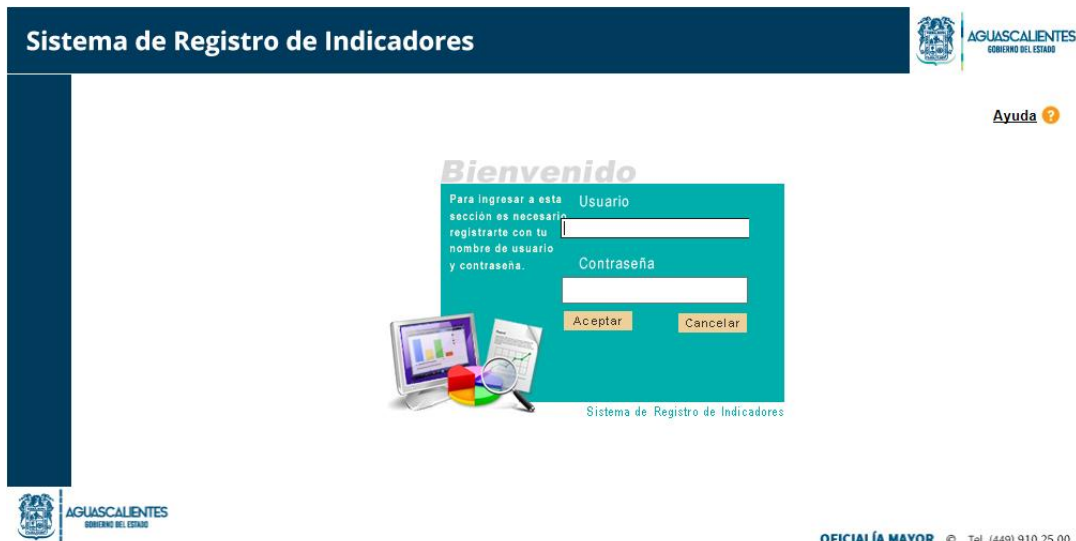 Sistema de Registro de Indicadores
AGUASCALIENTES
GOBIERNO DEL ESTADO
Ayuda ?
Bienvenido
Para ingresar a esta
sección es necesario
registrarte con tu
nombre de usuario
y contraseña.
Usuario
Contraseña
Aceptar
Cancelar
Sistema de Registro de Indicadores
AGUASCALIENTES
GOBIERNO DEL ESTADO
OFICIALÍA MAYOR © Tel. (449) 910 25 00